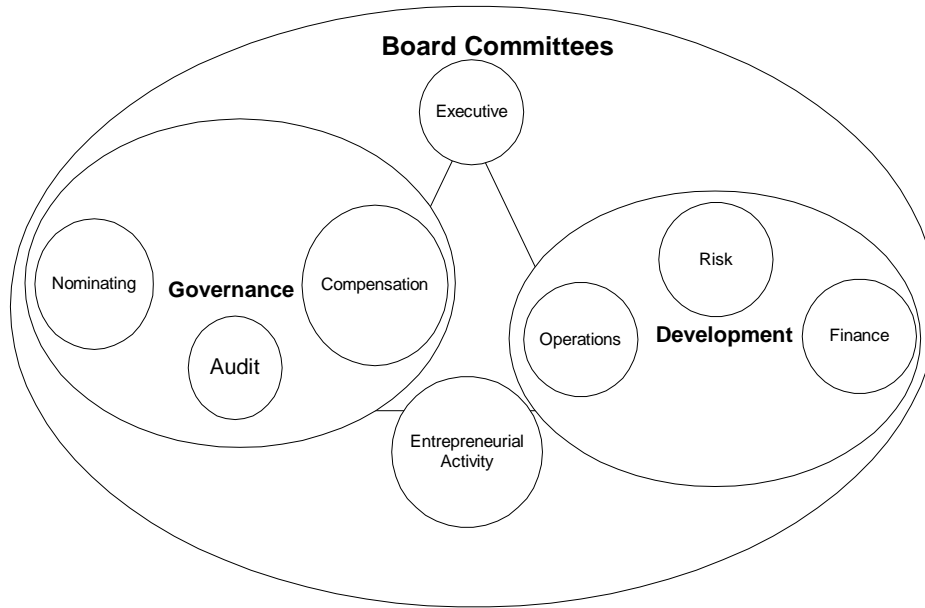 Board Committees
Executive
Nominating
Governance
Compensation
Audit
Risk
Operations
Development
Finance
Entrepreneurial
Activity